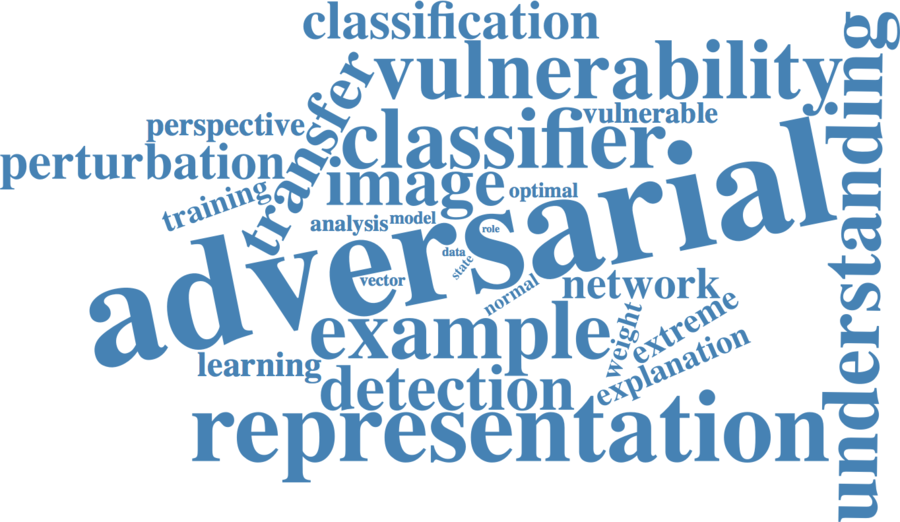 classification
vulnerability
understanding
transfer
vulnerable
perspective
classifier
perturbation
image
optimal
training
adversarial
analysis
model
role
data
state
vector
normal
network
example
weight
extreme
learning
explanation
detection
representation